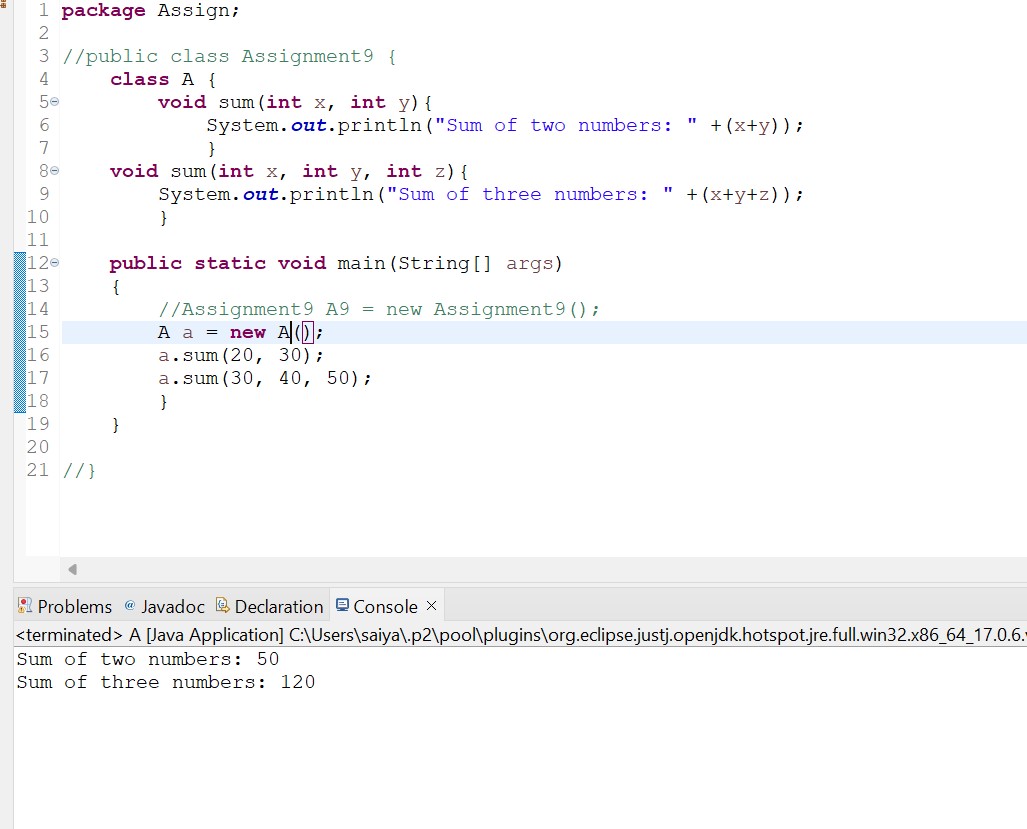 1 package Assign;
2
3 //public class Assignment9 {
4 class A {
5 void sum(int x, int y){
6 System.out.println("Sum of two numbers: " +(x+y));
7 }
8 void sum(int x, int y, int z){
9 System.out.println("Sum of three numbers: " +(x+y+z));
10 }
11
12 public static void main(String[] args)
13 {
14 //Assignment9 A9 = new Assignment9();
15 A a = new A();
16 a.sum(20, 30);
17 a.sum(30, 40, 50);
18 }
19 }
20
21 //}
Problems @ Javadoc Declaration Console ×
<terminated> A [Java Application] C:\Users\saiya\.p2\pool\plugins\org.eclipse.justj.openjdk.hotspot.jre.full.win32.x86_64_17.0.6.
Sum of two numbers: 50
Sum of three numbers: 120